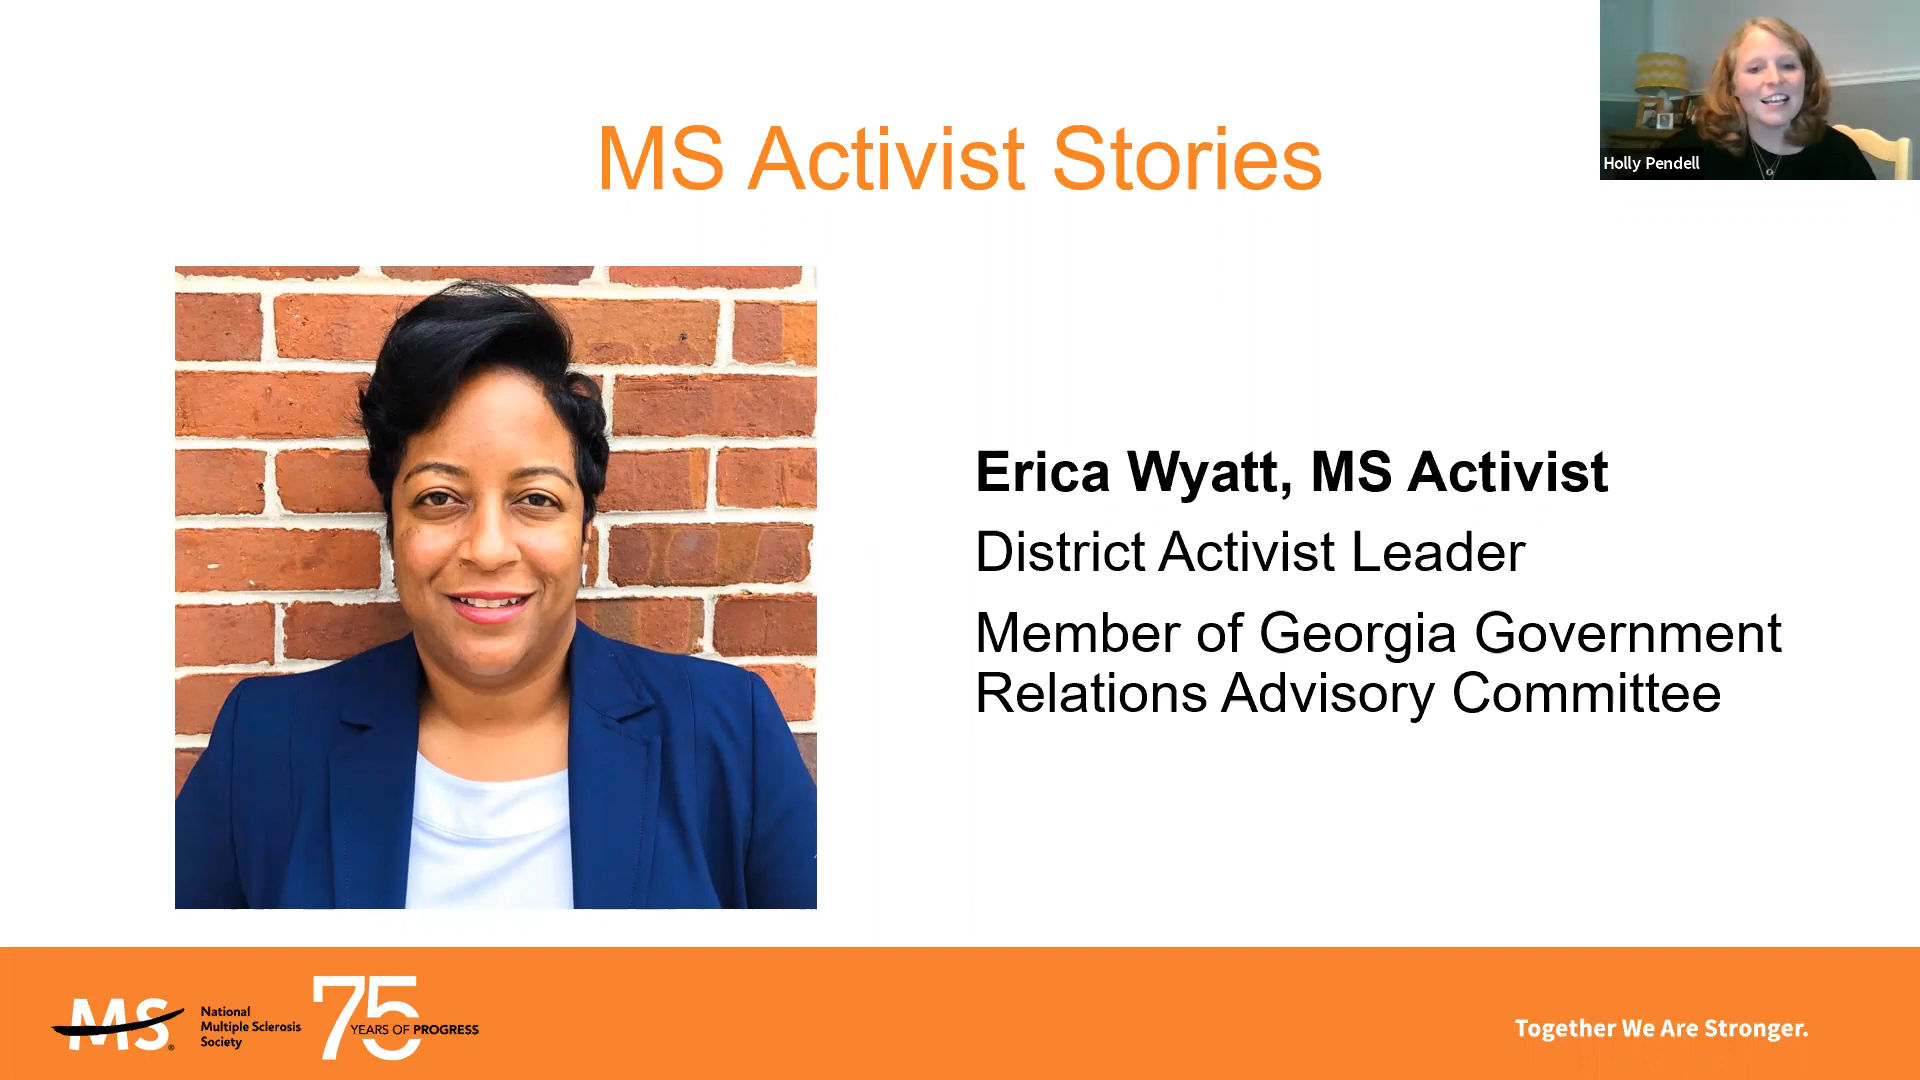 MS Activist Stories
Holly Pendell
Erica Wyatt, MS Activist
District Activist Leader
Member of Georgia Government
Relations Advisory Committee
MS®
National
Multiple Sclerosis
Society
75
YEARS OF PROGRESS
Together We Are Stronger.